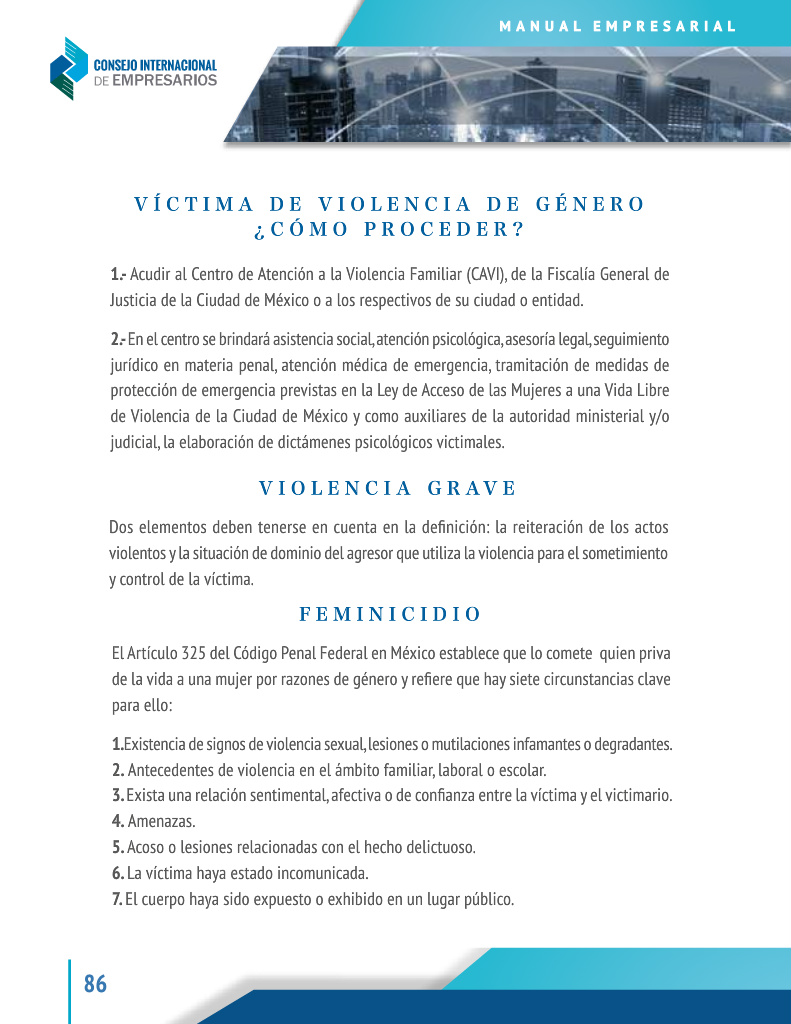 MANUAL EMPRESARIAL
CONSEJO INTERNACIONAL
DE EMPRESARIOS
VÍCTIMA DE VIOLENCIA DE GÉNERO
¿CÓMO PROCEDER?
1.- Acudir al Centro de Atención a la Violencia Familiar (CAVI), de la Fiscalía General de
Justicia de la Ciudad de México o a los respectivos de su ciudad o entidad.
2.- En el centro se brindará asistencia social, atención psicológica, asesoría legal, seguimiento
jurídico en materia penal, atención médica de emergencia, tramitación de medidas de
protección de emergencia previstas en la Ley de Acceso de las Mujeres a una Vida Libre
de Violencia de la Ciudad de México y como auxiliares de la autoridad ministerial y/o
judicial, la elaboración de dictámenes psicológicos victimales.
VIOLENCIA GRAVE
Dos elementos deben tenerse en cuenta en la definición: la reiteración de los actos
violentos y la situación de dominio del agresor que utiliza la violencia para el sometimiento
y control de la víctima.
FEMINICIDIO
El Artículo 325 del Código Penal Federal en México establece que lo comete quien priva
de la vida a una mujer por razones de género y refiere que hay siete circunstancias clave
para ello:
1.Existencia de signos de violencia sexual, lesiones o mutilaciones infamantes o degradantes.
2. Antecedentes de violencia en el ámbito familiar, laboral o escolar.
3. Exista una relación sentimental, afectiva o de confianza entre la víctima y el victimario.
4. Amenazas.
5. Acoso o lesiones relacionadas con el hecho delictuoso.
6. La víctima haya estado incomunicada.
7. El cuerpo haya sido expuesto o exhibido en un lugar público.
86